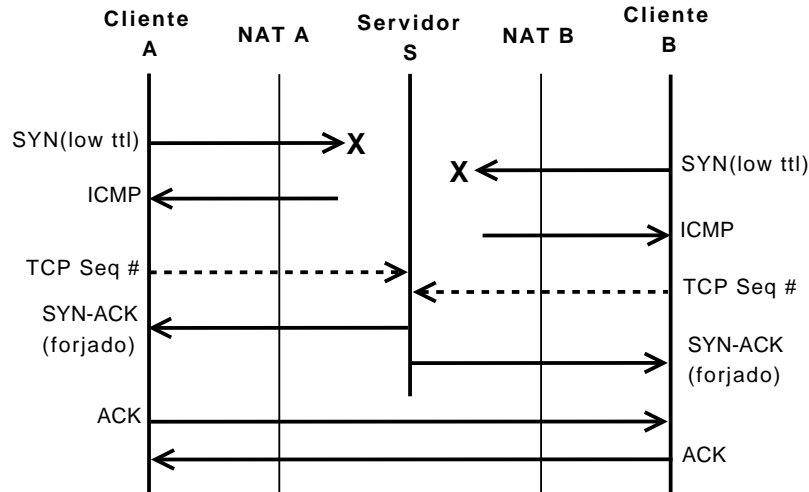 Cliente
A
NAT A
Servidor
S
NAT B
Cliente
B
SYN(low ttl)
X
X
SYN(low ttl)
ICMP
ICMP
TCP Seq #
TCP Seq #
SYN-ACK
(forjado)
SYN-ACK
(forjado)
ACK
ACK